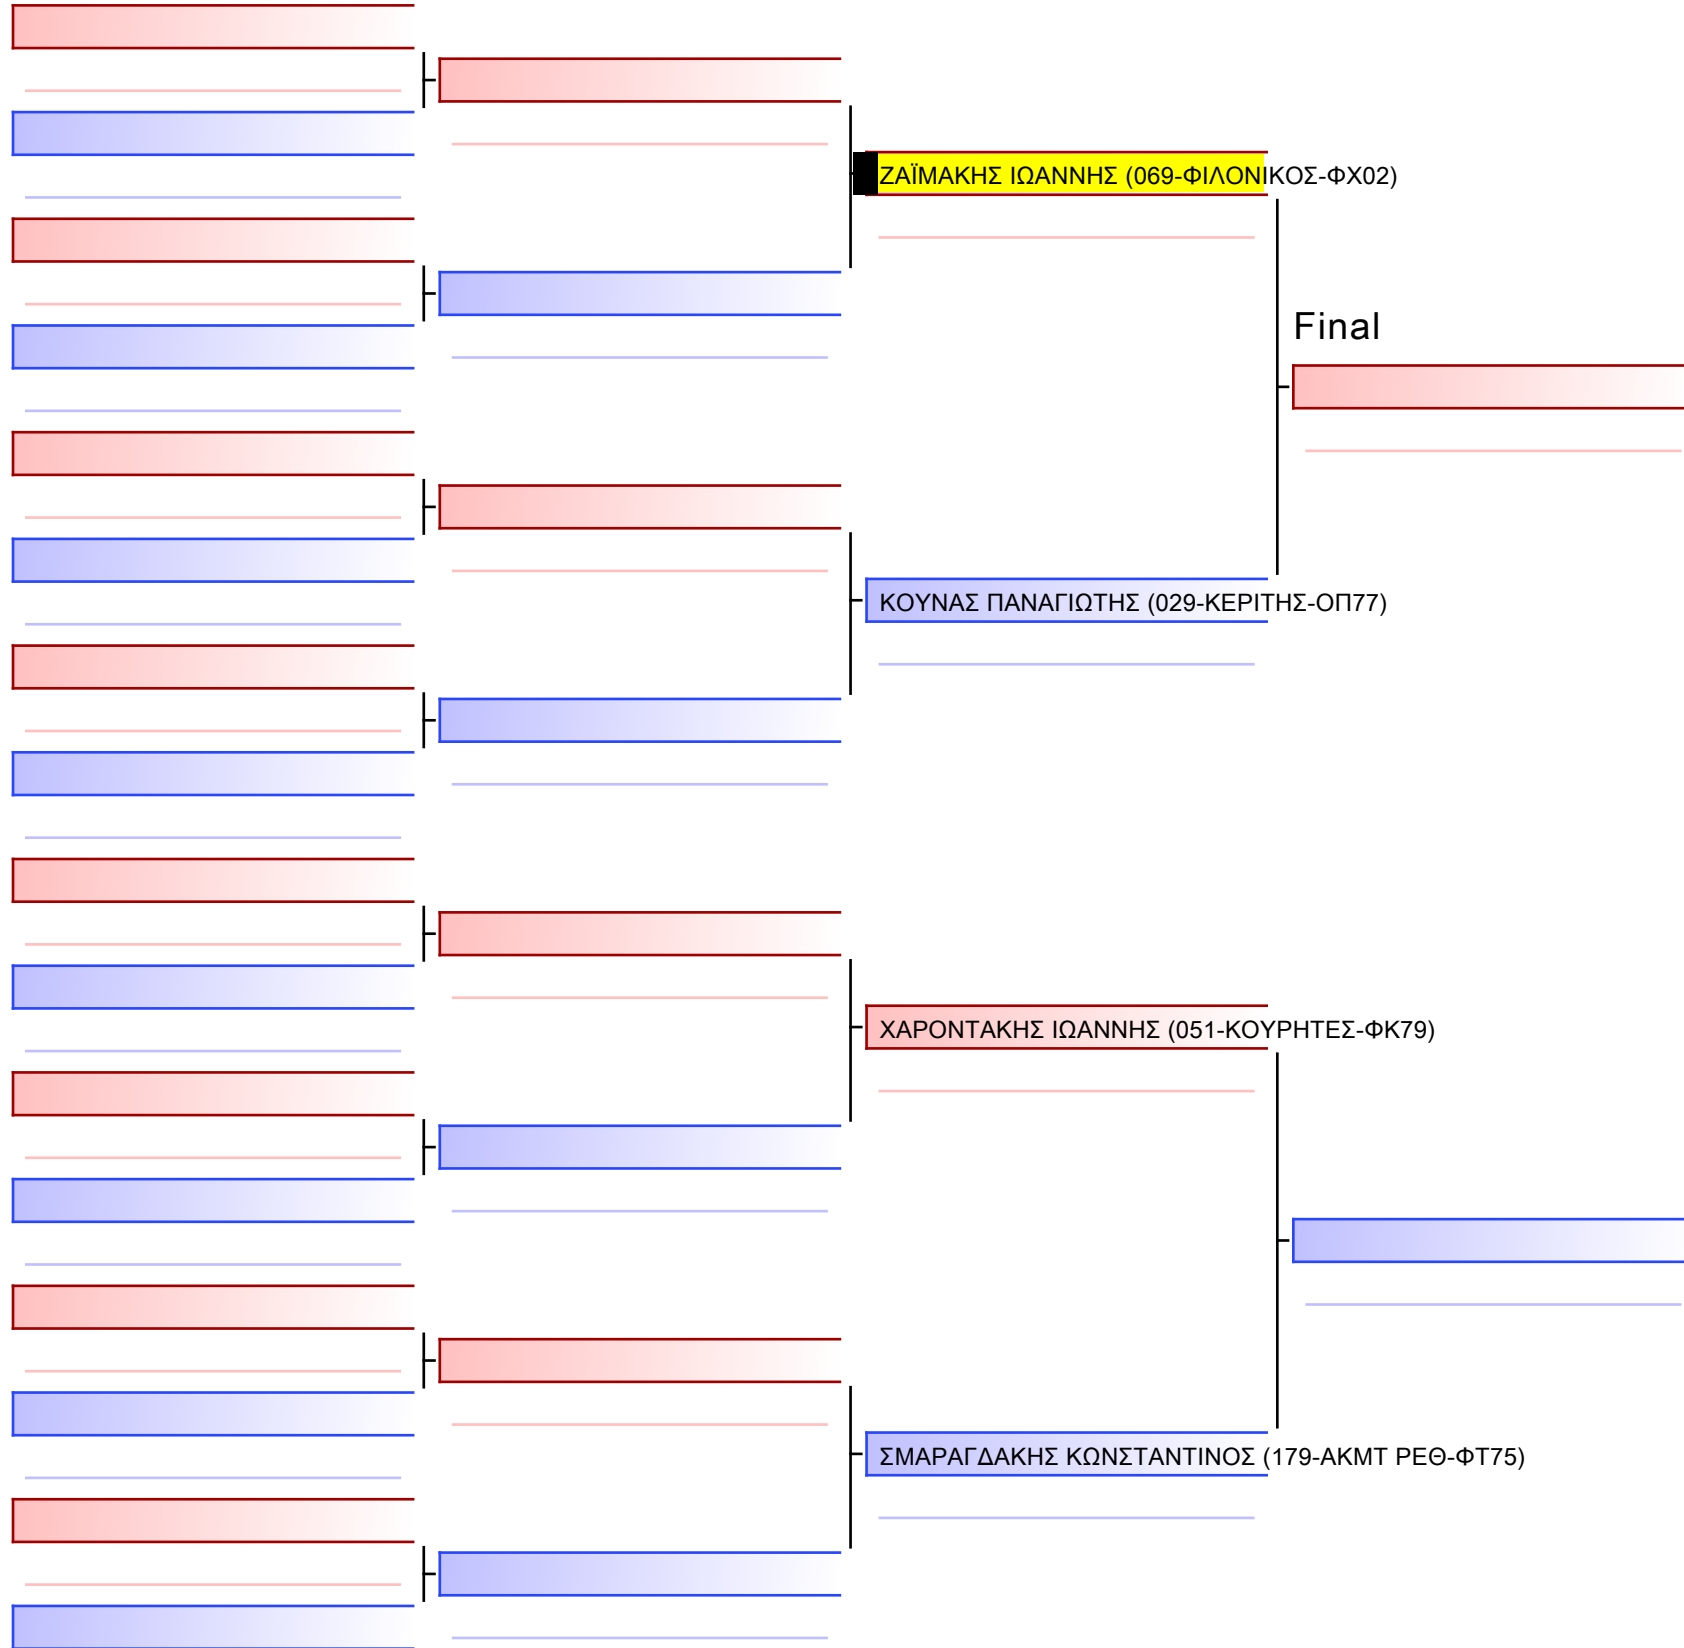 ΖΑΪΜΑΚΗΣ ΙΩΑΝΝΗΣ (069-ΦΙΛΟΝΙΚΟΣ-ΦΧ02)
Final
ΚΟΥΝΑΣ ΠΑΝΑΓΙΩΤΗΣ (029-ΚΕΡΙΤΗΣ-ΟΠ77)
ΧΑΡΟΝΤΑΚΗΣ ΙΩΑΝΝΗΣ (051-ΚΟΥΡΗΤΕΣ-ΦΚ79)
ΣΜΑΡΑΓΔΑΚΗΣ ΚΩΝΣΤΑΝΤΙΝΟΣ (179-ΑΚΜΤ ΡΕΘ-ΦΤ75)